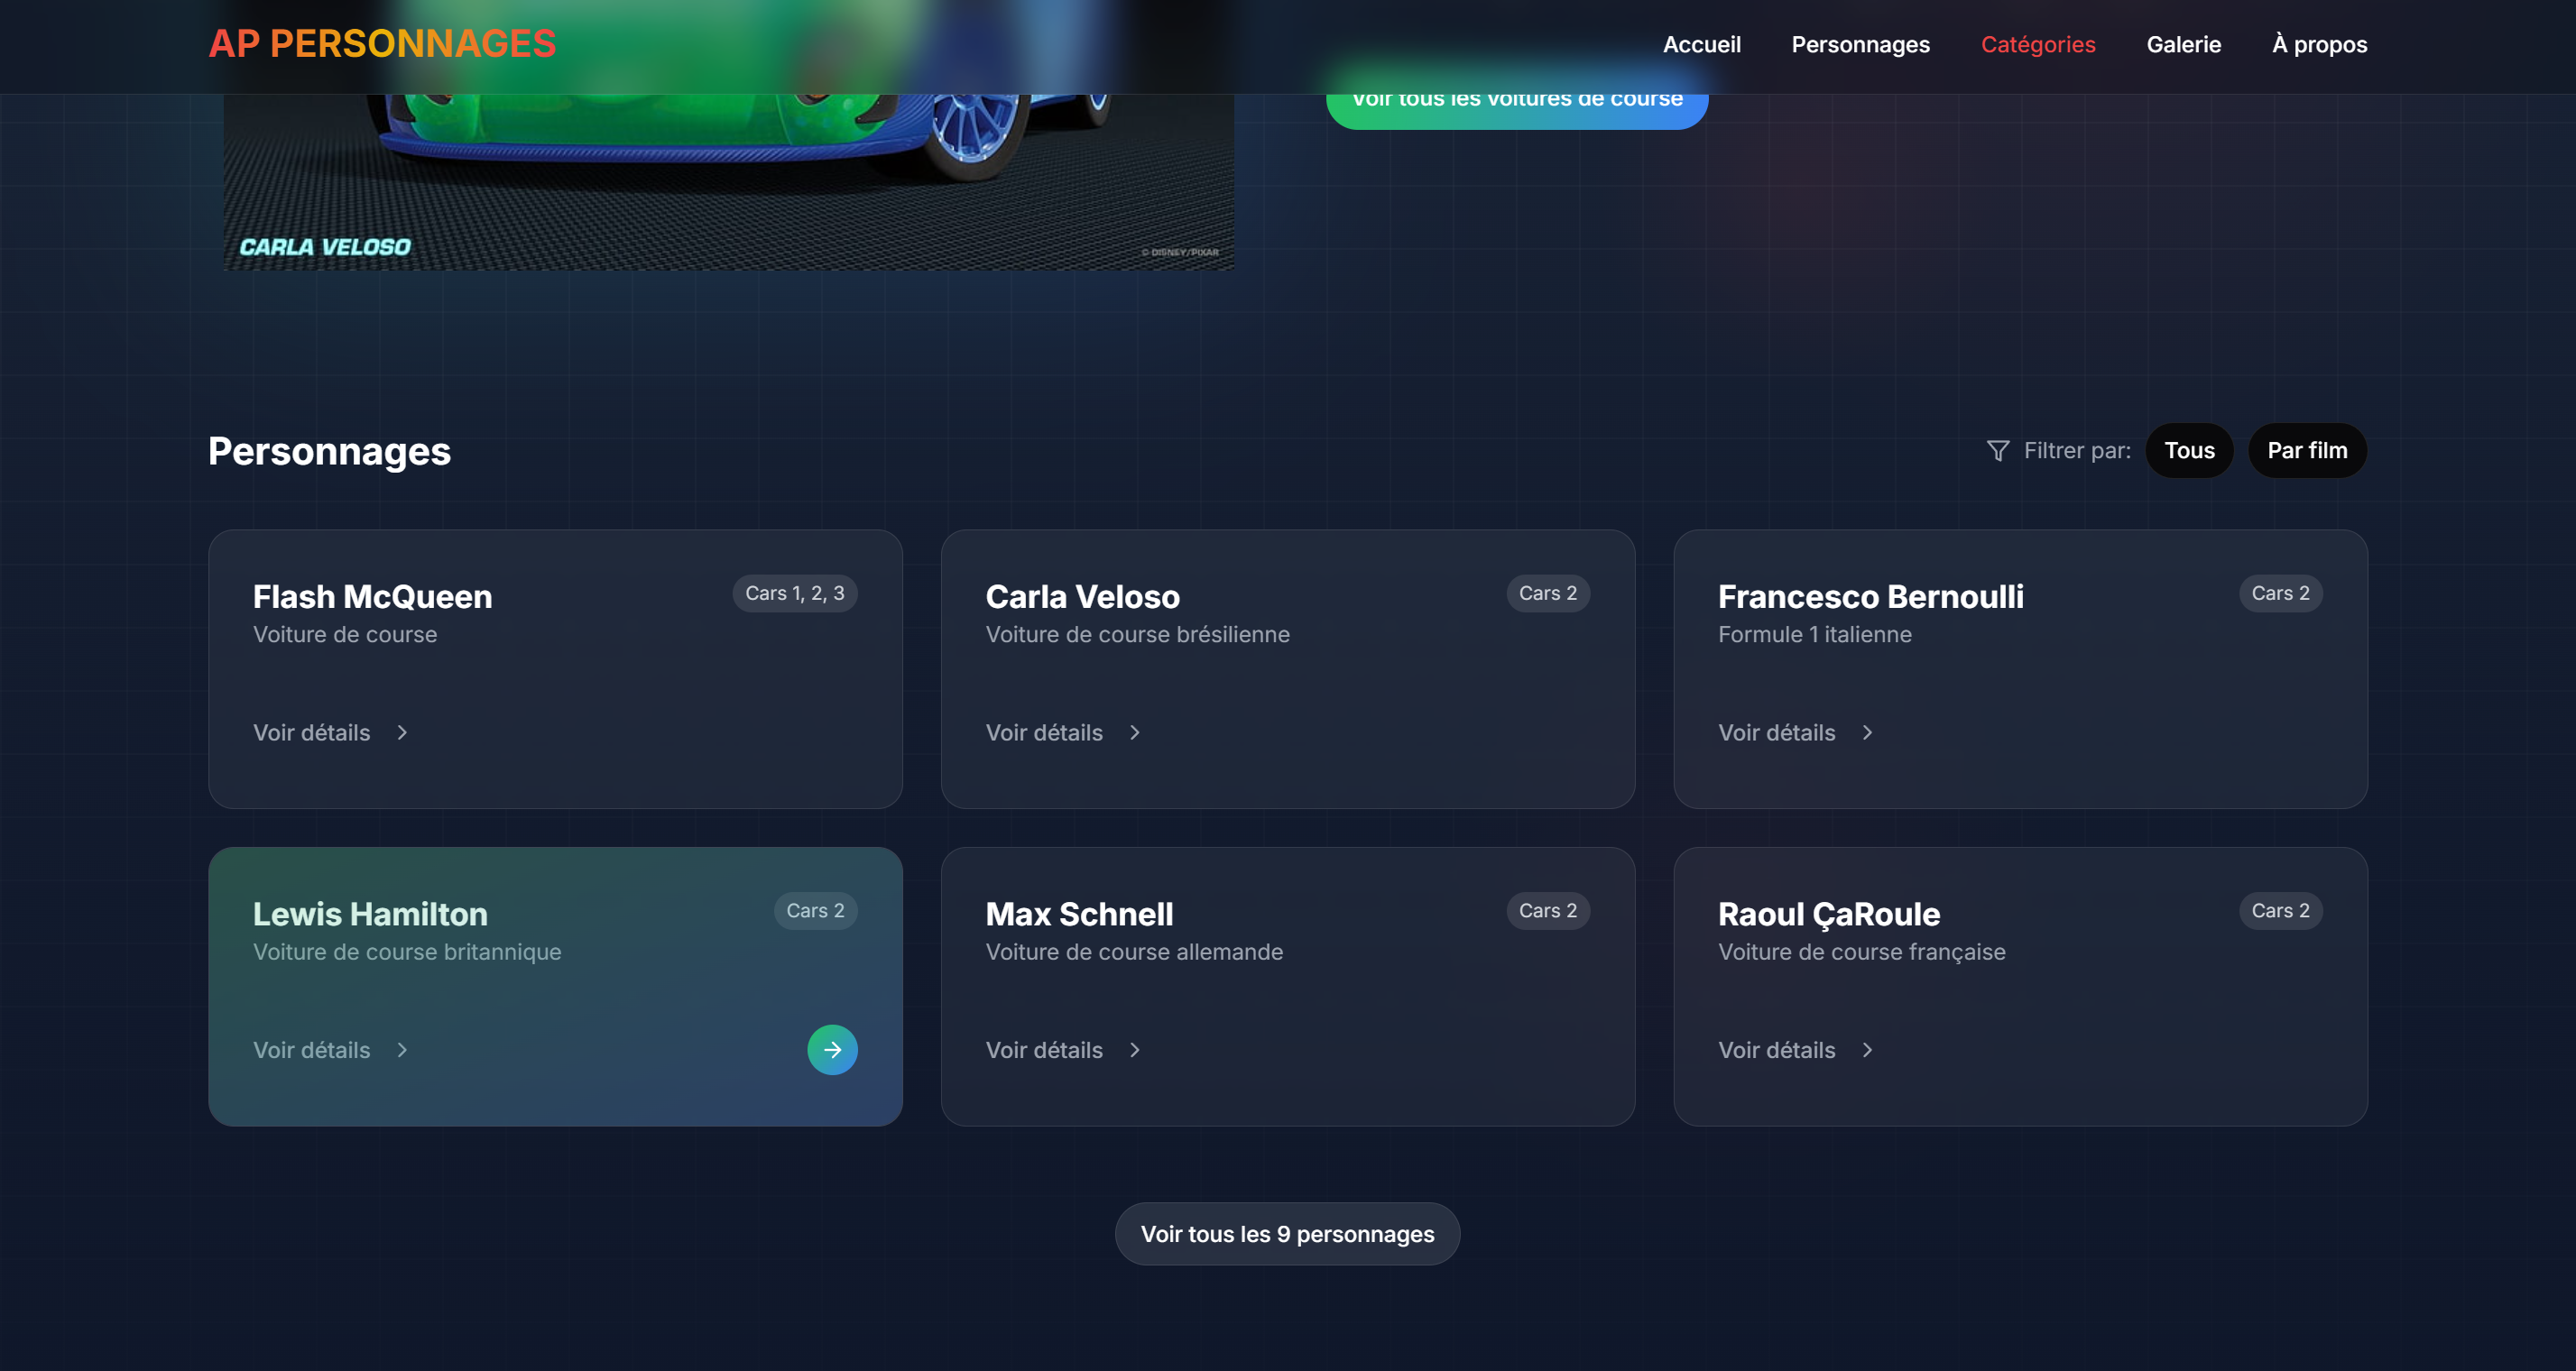 AP PERSONNAGES
Accueil
Personnages
Catégories
Galerie
À propos
Voir tous les voitures de course
CARLA VELOSO
© DISNEY/PIXAR
Personnages
Filtrer par:
Tous
Par film
Flash McQueen
Cars 1, 2, 3
Voiture de course
Voir détails
Carla Veloso
Cars 2
Voiture de course brésilienne
Voir détails
Francesco Bernoulli
Cars 2
Formule 1 italienne
Voir détails
Lewis Hamilton
Cars 2
Voiture de course britannique
Voir détails
Max Schnell
Cars 2
Voiture de course allemande
Voir détails
Raoul ÇaRoule
Cars 2
Voiture de course française
Voir détails
Voir tous les 9 personnages